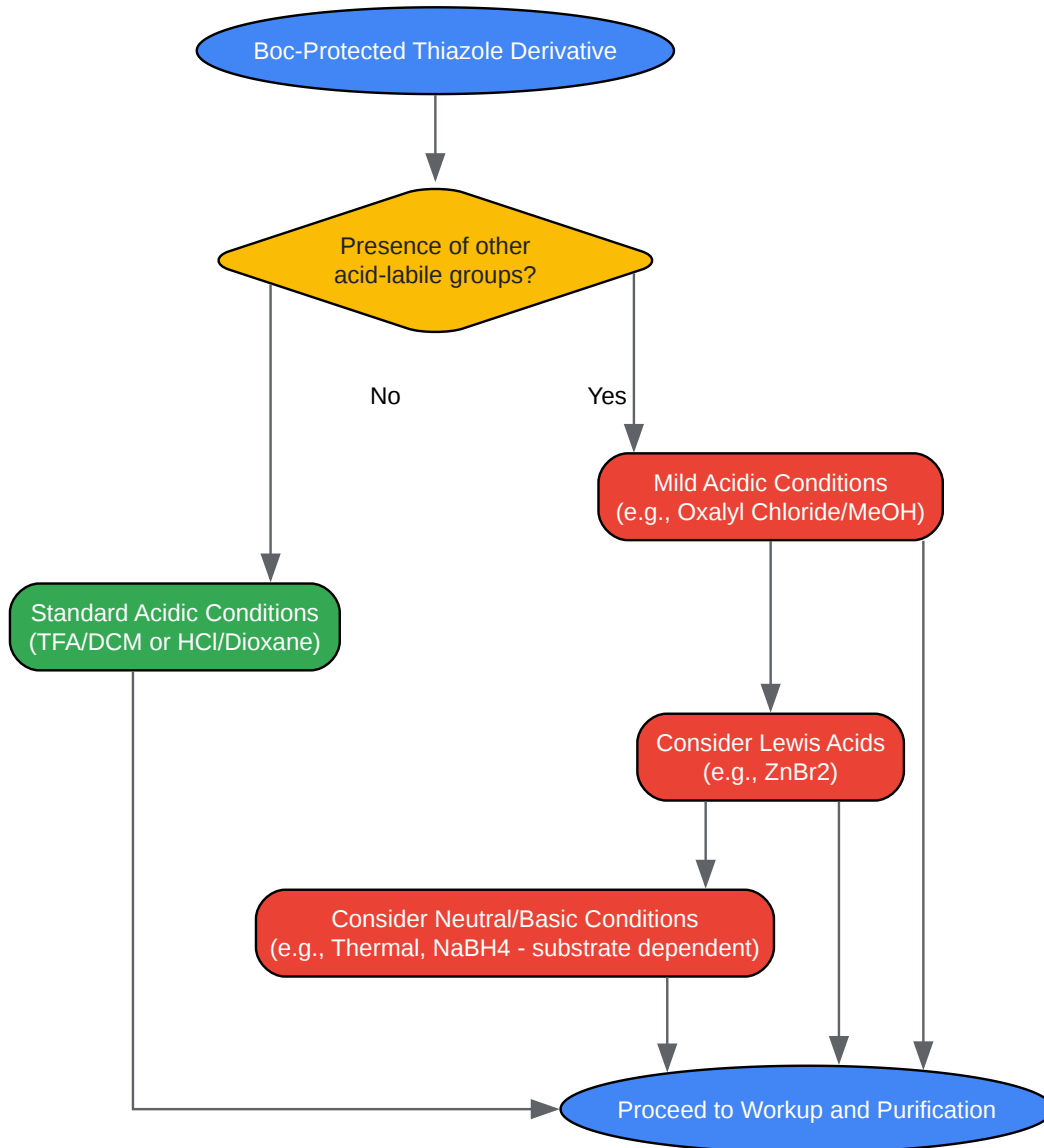 Boc-Protected Thiazole Derivative
Presence of other
acid-labile groups?
No
Yes
Mild Acidic Conditions
(e.g., Oxalyl Chloride/MeOH)
Standard Acidic Conditions
(TFA/DCM or HCl/Dioxane)
Consider Lewis Acids
(e.g., ZnBr2)
Consider Neutral/Basic Conditions
(e.g., Thermal, NaBH4 - substrate dependent)
Proceed to Workup and Purification